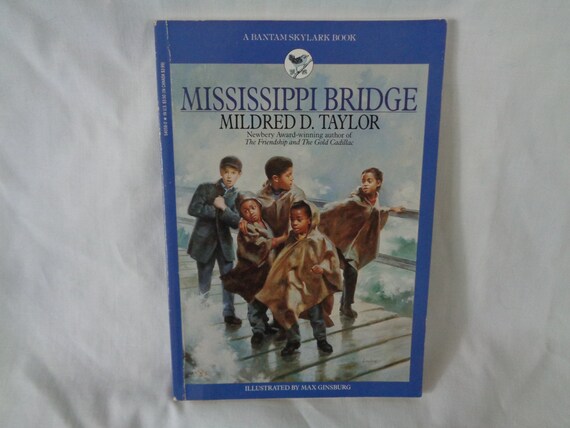 A BANTAM SKYLARK BOOK
MISSISSIPPI BRIDGE
MILDRED D. TAYLOR
Newbery Award-winning author of
The Friendship and The Gold Cadillac
ILLUSTRATED BY MAX GINSBURG